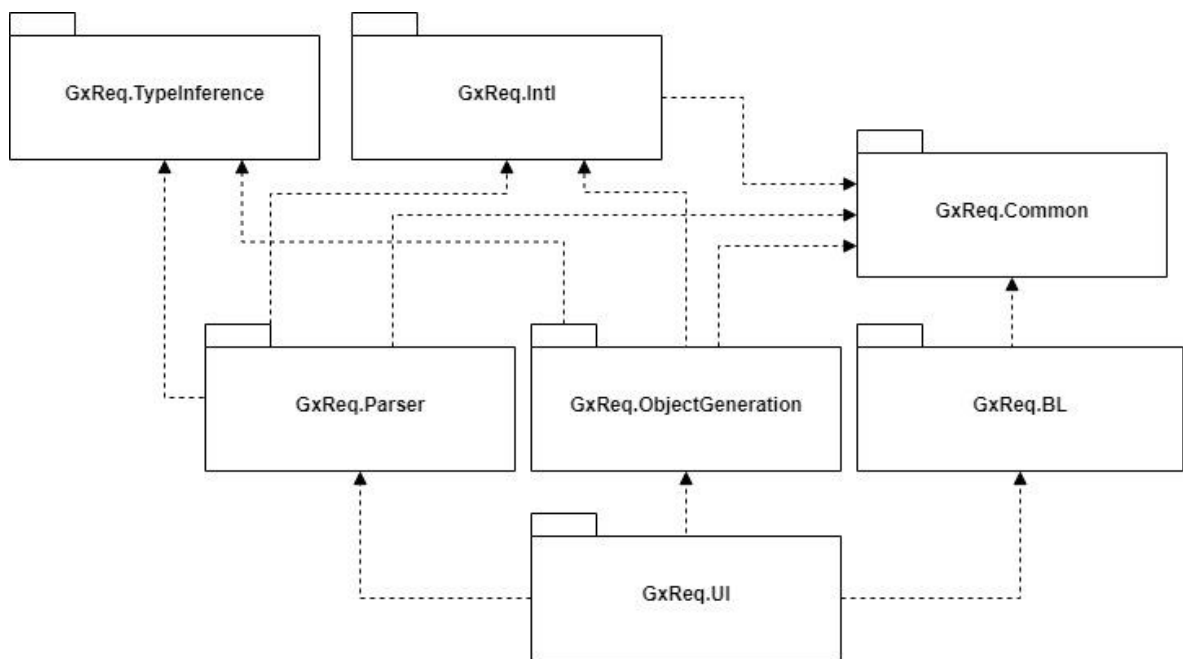 GxReq.TypeInference
GxReq.Intl
GxReq.Common
GxReq.Parser
GxReq.ObjectGeneration
GxReq.BL
GxReq.UI